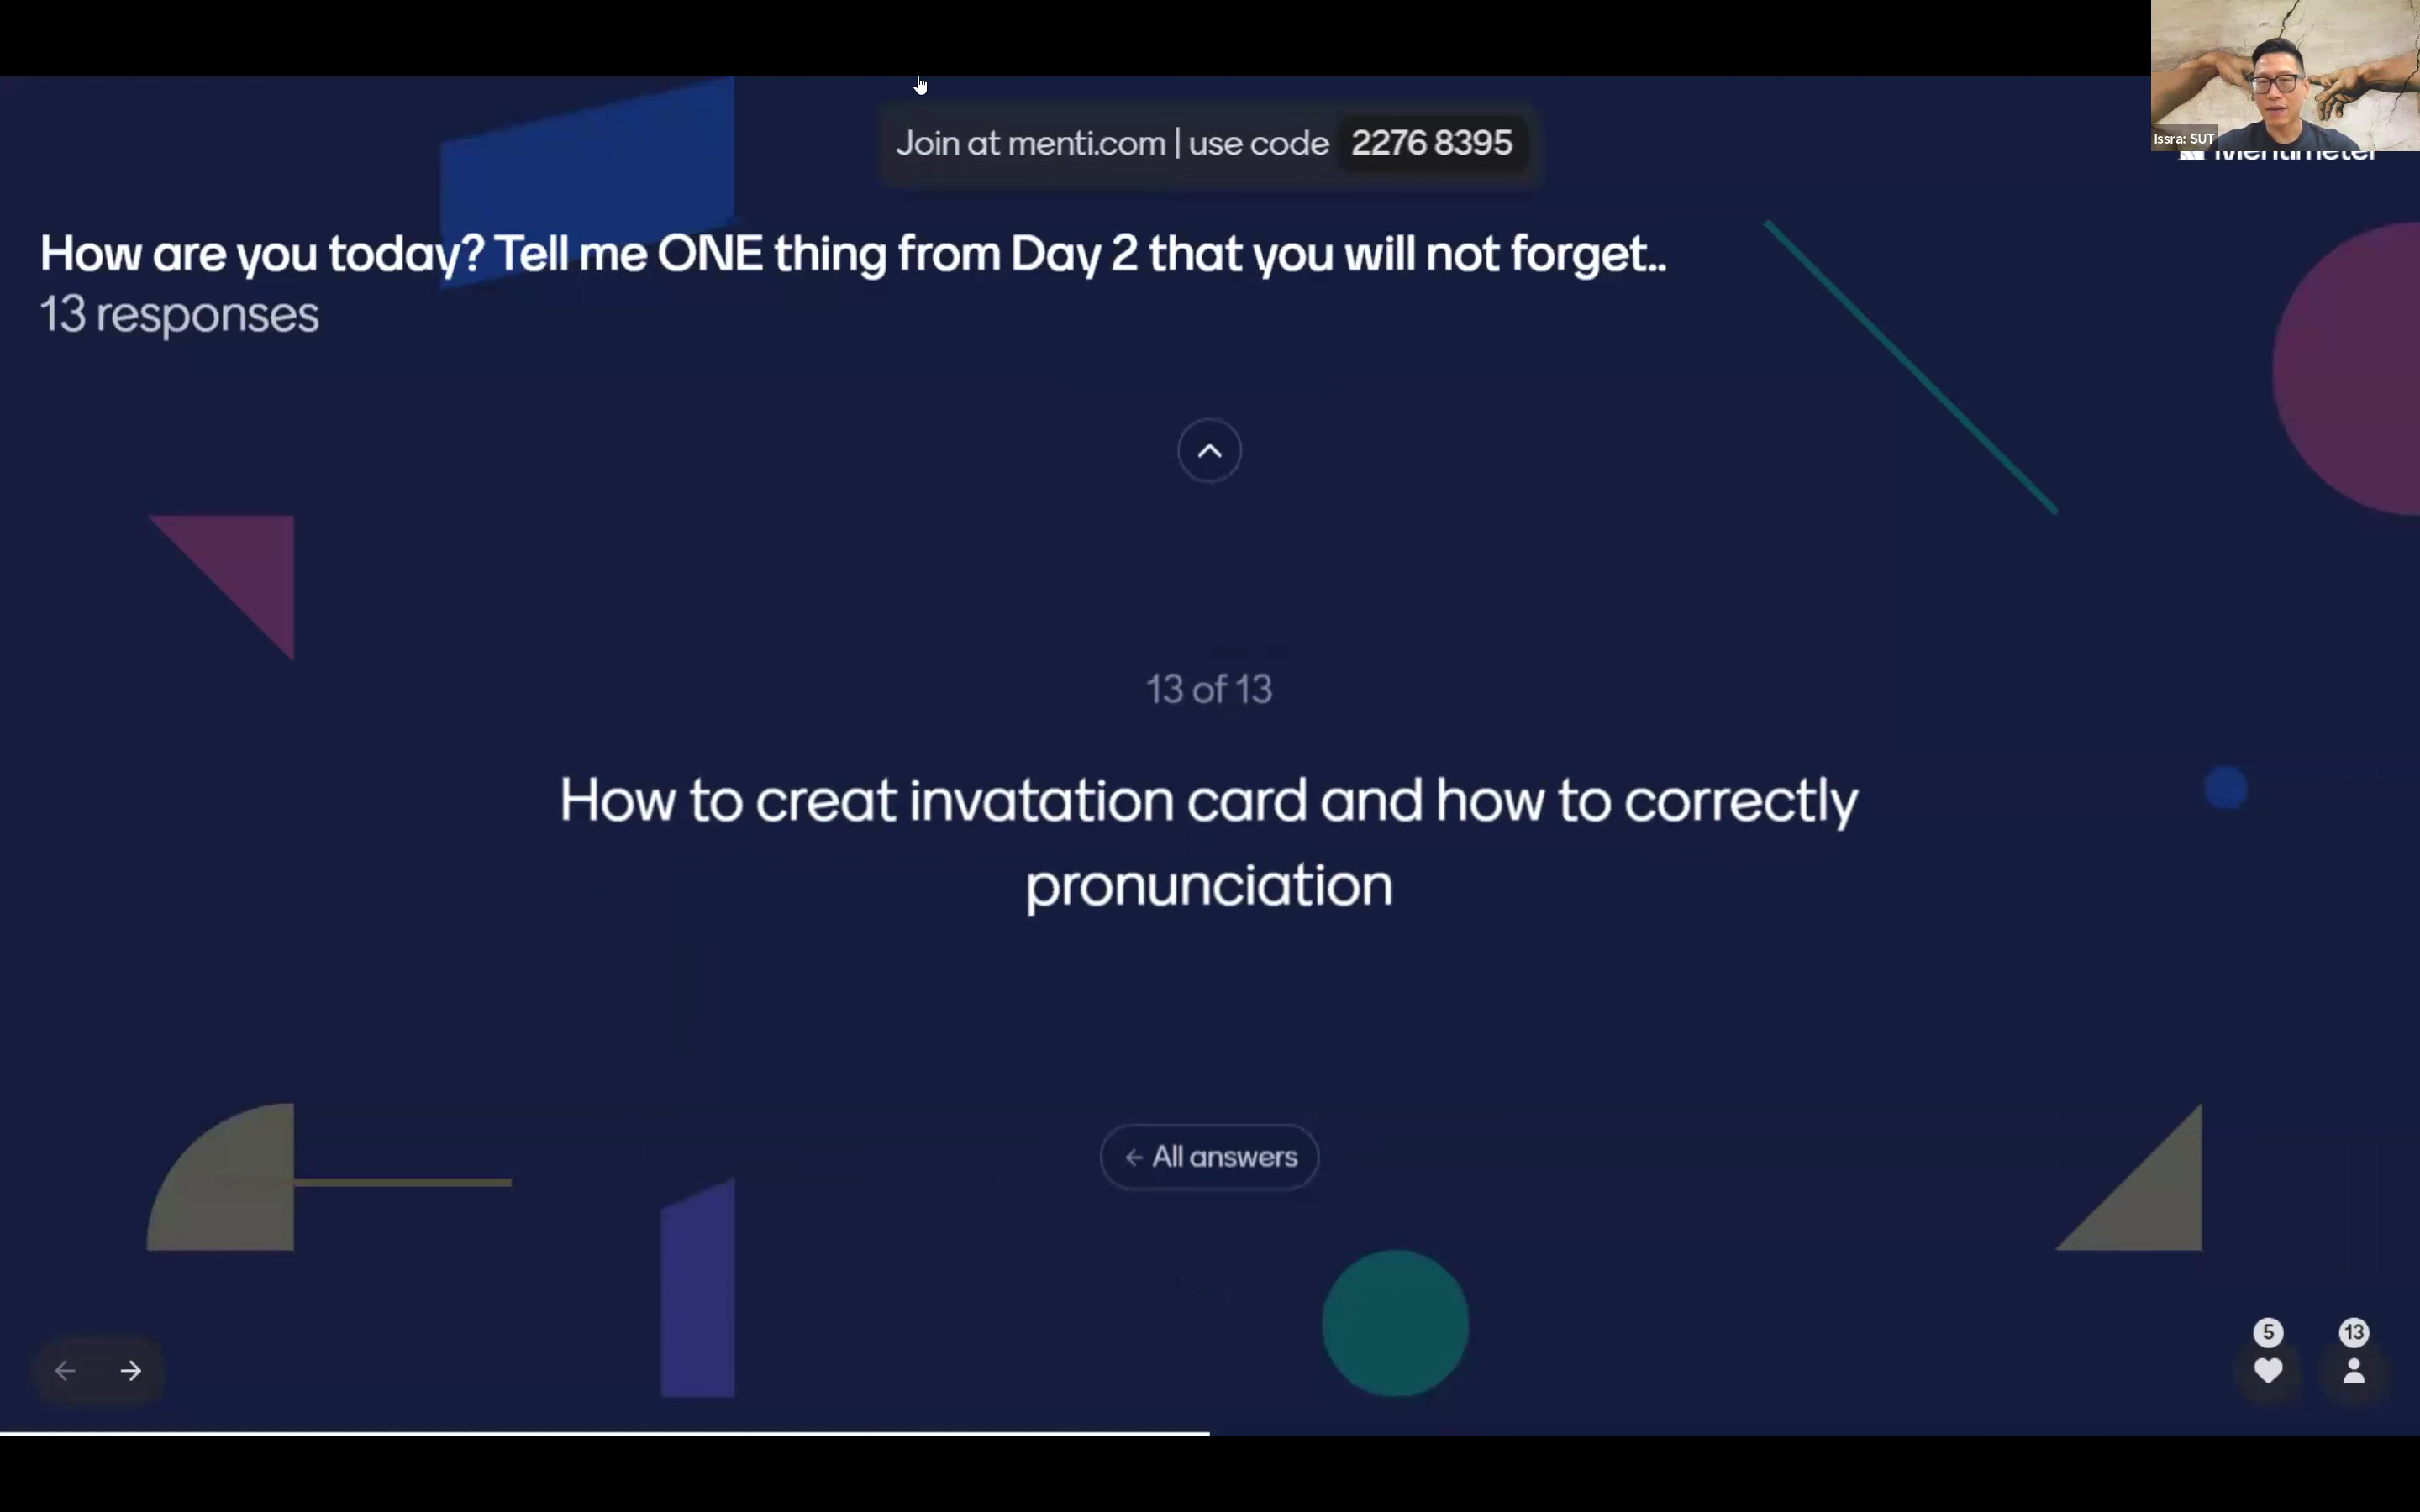 Issra: SUT
Join at menti.com | use code 2276 8395
Mentimeter
How are you today? Tell me ONE thing from Day 2 that you will not forget..
13 responses
13 of 13
How to creat invatation card and how to correctly
pronunciation
← All answers
5
13